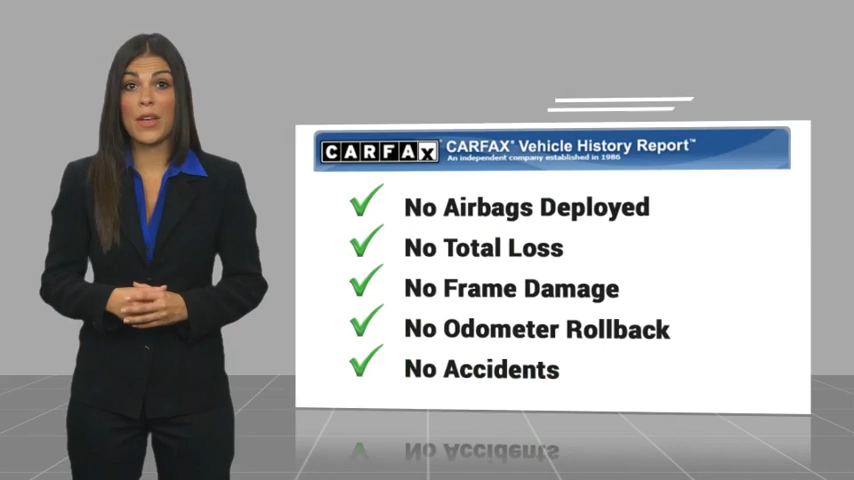 CARFAX® CARFAX® Vehicle History Report™
An independent company established in 1986
No Airbags Deployed
No Total Loss
No Frame Damage
No Odometer Rollback
No Accidents
No Accidents